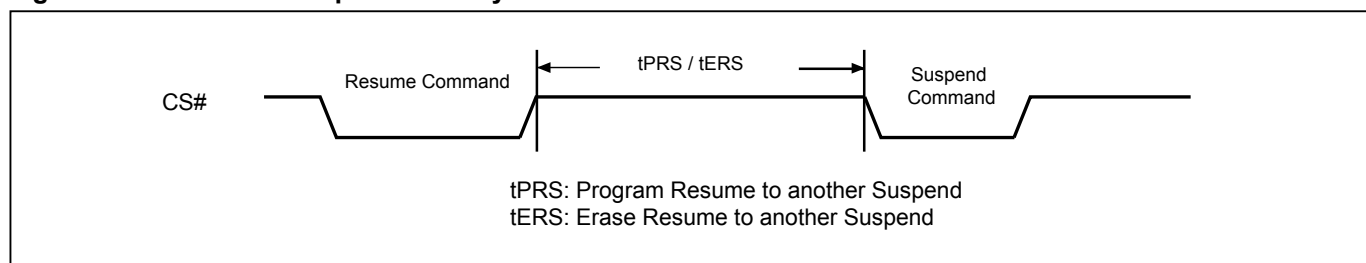 Resume Command
tPRS / tERS
Suspend
Command
CS#
tPRS: Program Resume to another Suspend
tERS: Erase Resume to another Suspend